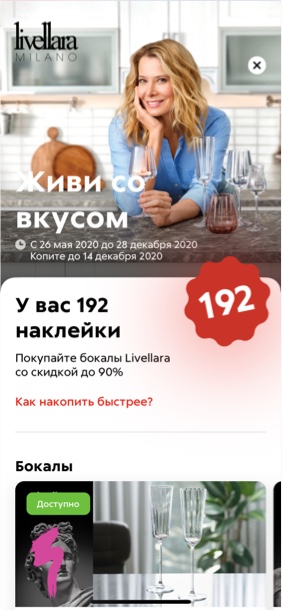 livellara
MILANO
Живи со
вкусом
С 26 мая 2020 до 28 декабря 2020
Копите до 14 декабря 2020
192
У вас 192
наклейки
Покупайте бокалы Livellara
со скидкой до 90%
Как накопить быстрее?
Бокалы
Доступно